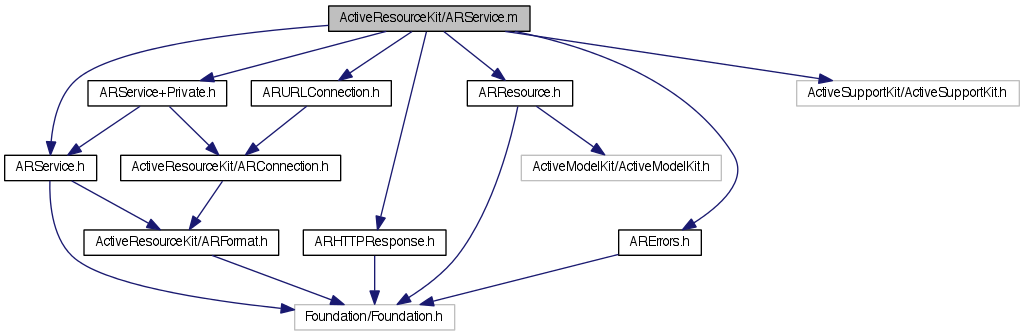 ActiveResourceKit/ARService.m
ARService+Private.h
ARURLConnection.h
ARResource.h
ActiveSupportKit/ActiveSupportKit.h
ARService.h
ActiveResourceKit/ARConnection.h
ActiveModelKit/ActiveModelKit.h
ActiveResourceKit/ARFormat.h
ARHTTPResponse.h
ARErrors.h
Foundation/Foundation.h